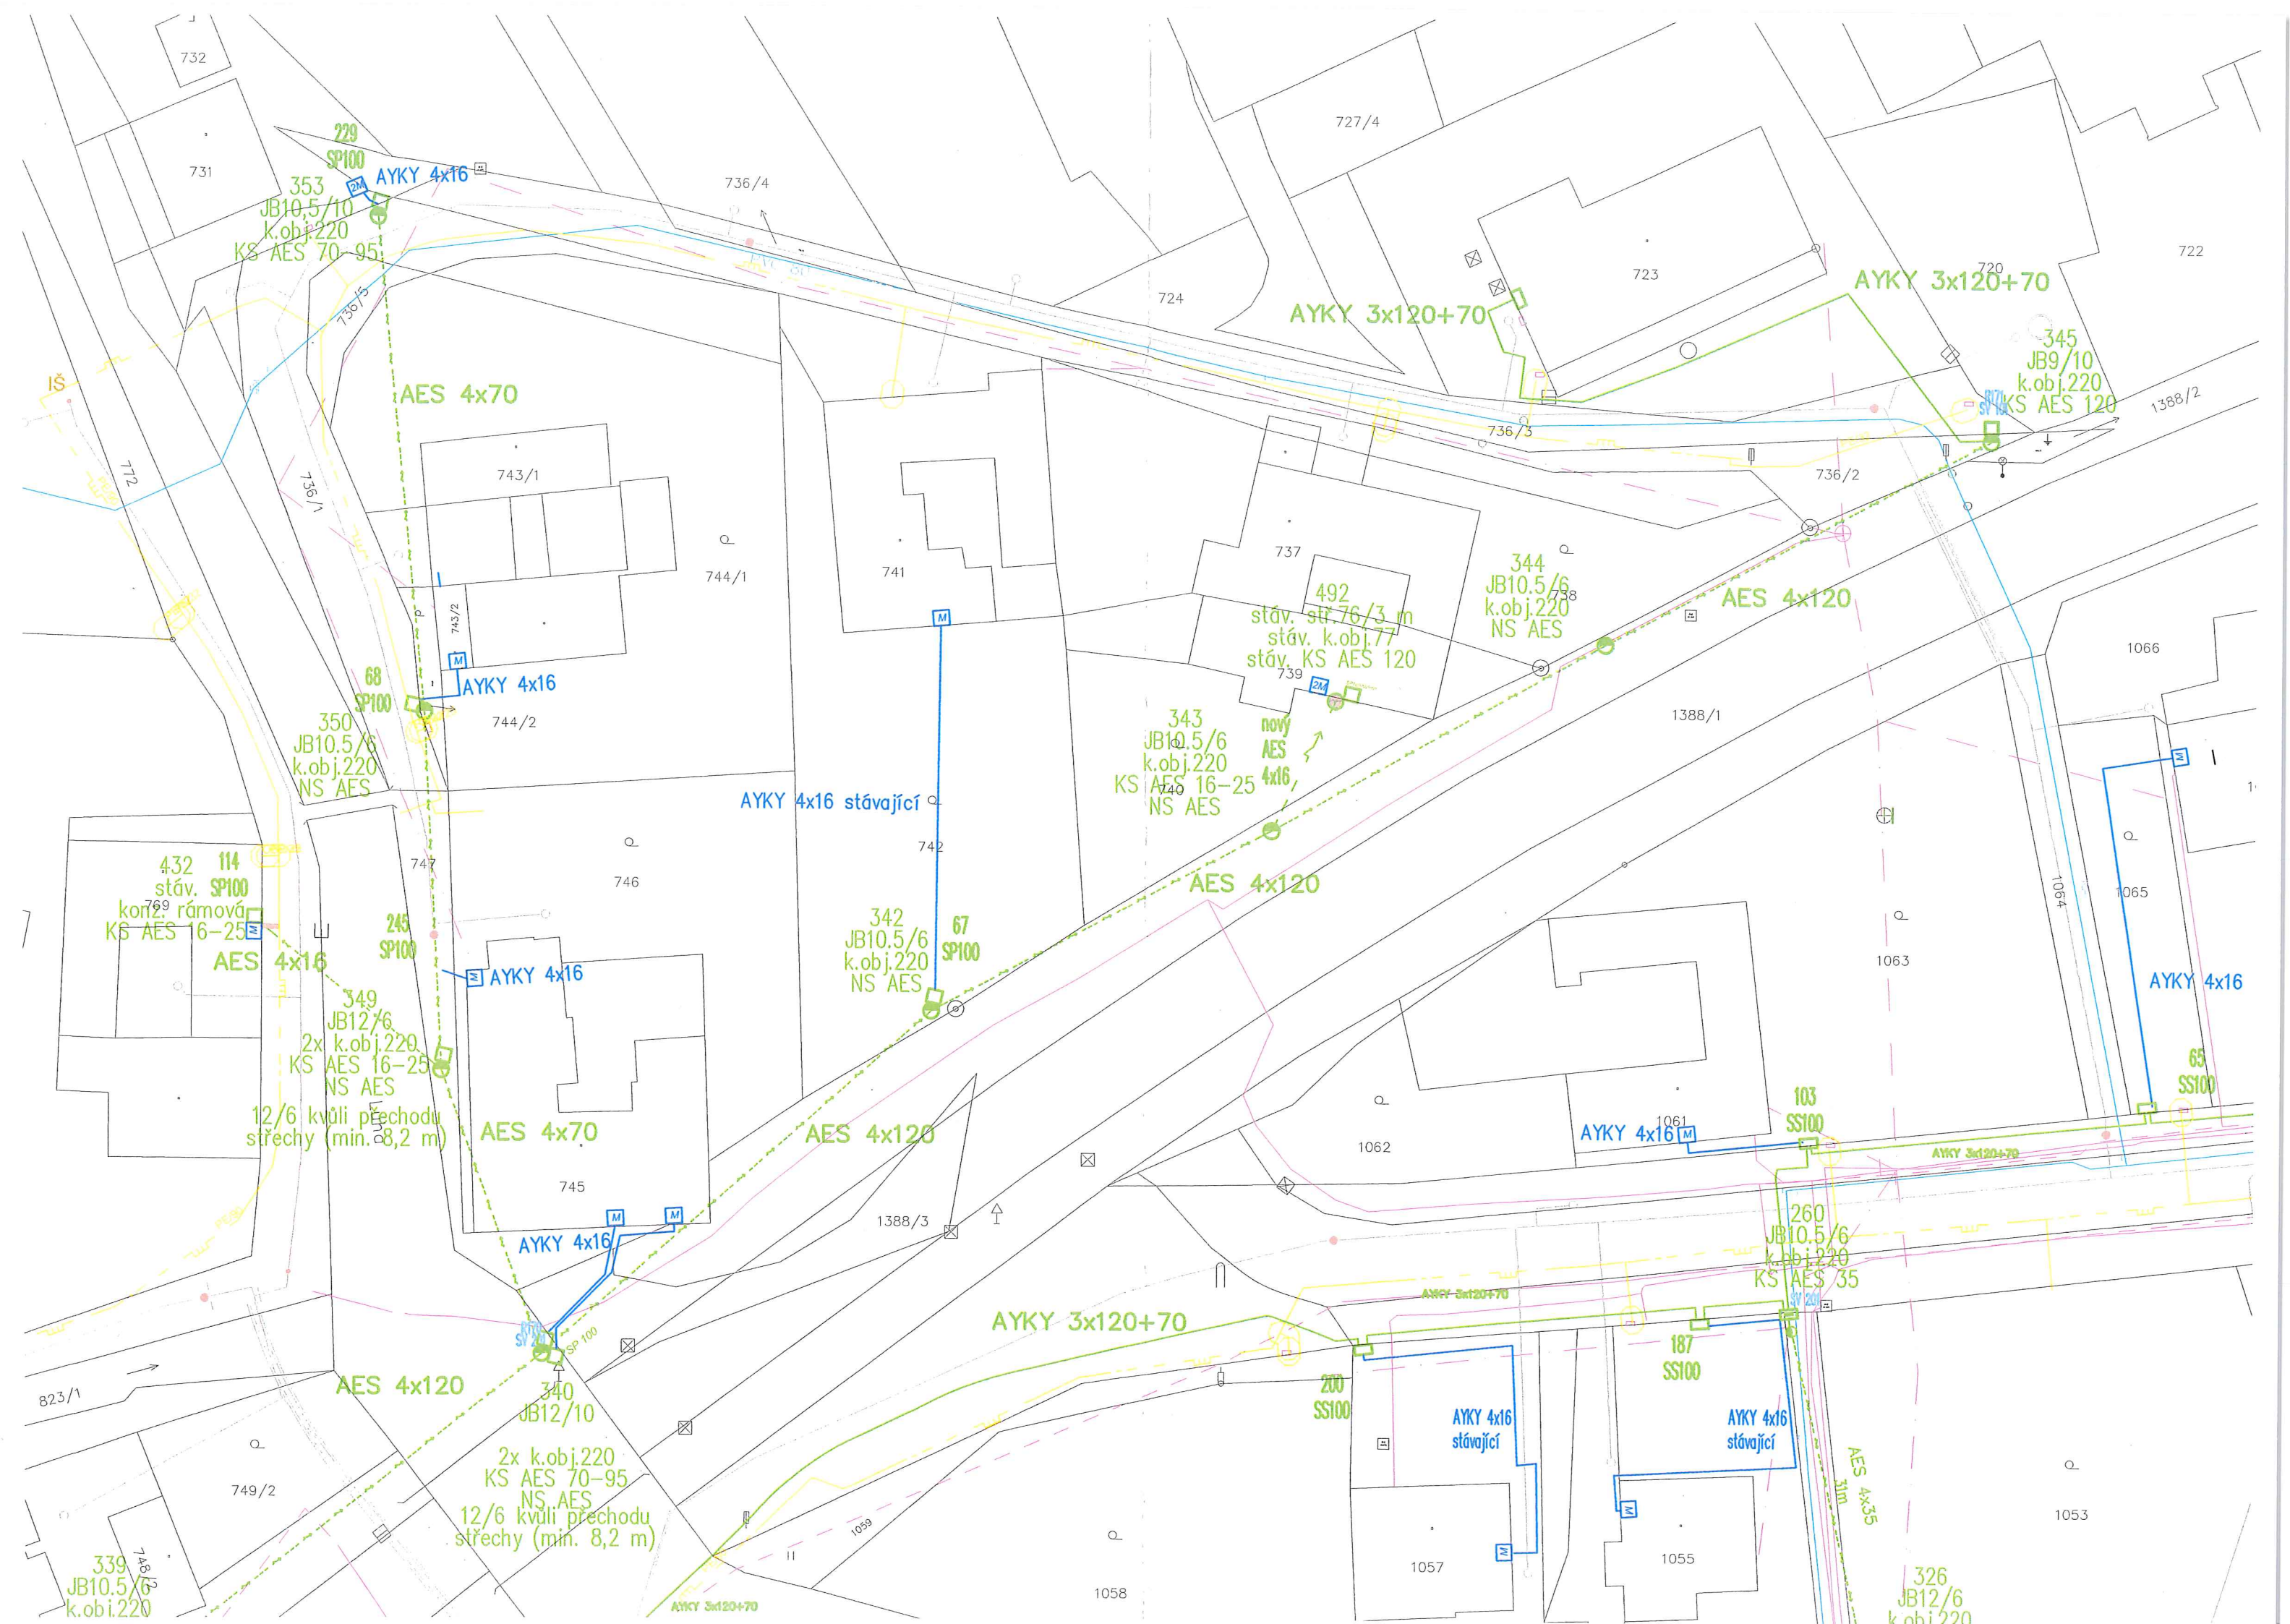 732
731
229
SP100
AYKY 4x16
2M
353
JB10,5/10
k.obj.220
KS AES 70-95
736/4
727/4
724
723
720
722
AYKY 3x120+70
AYKY 3x120+70
345
JB9/10
k.obj.220
KS AES 120
1388/2
736/5
IŠ
772
736/1
AES 4x70
743/1
743/2
744/1
741
M
737
736/3
736/2
344
JB10.5/6
k.obj.220
NS AES
738
492
stáv. stř.76/3 m
stáv. k.obj.77
stáv. KS AES 120
739
2M
AES 4x120
1388/1
1066
68
SP100
M
AYKY 4x16
744/2
350
JB10.5/6
k.obj.220
NS AES
343
JB10.5/6
k.obj.220
KS AES 16-25
NS AES
740
nový
AES
4x16
AES 4x120
AYKY 4x16 stávající
742
M
1065
1064
1063
AYKY 4x16
747
746
432
stáv.
konz. rámová
KS AES 16-25
114
SP100
769
M
AES 4x16
245
SP100
M
AYKY 4x16
342
JB10.5/6
k.obj.220
NS AES
67
SP100
349
JB12/6
2x k.obj.220
KS AES 16-25
NS AES
12/6 kvůli přechodu
střechy (min. 8,2 m)
Luna
AES 4x70
AES 4x120
745
65
SS100
103
SS100
1061
AYKY 4x16
M
1062
AYKY 3x120+70
M
M
AYKY 4x16
1388/3
260
JB10.5/6
k.obj.220
KS AES 35
SV 201
AYKY 3x120+70
AYKY 3x120+70
SP 100
340
JB12/10
2x k.obj.220
KS AES 70-95
NS AES
12/6 kvůli přechodu
střechy (min. 8,2 m)
AES 4x120
823/1
749/2
748/2
339
JB10.5/6
k.obj.220
187
SS100
200
SS100
AYKY 4x16
stávající
AYKY 4x16
stávající
AES 4x35
31m
1053
M
M
1057
1055
1059
1058
AYKY 3x120+70
326
JB12/6
k.obj.220